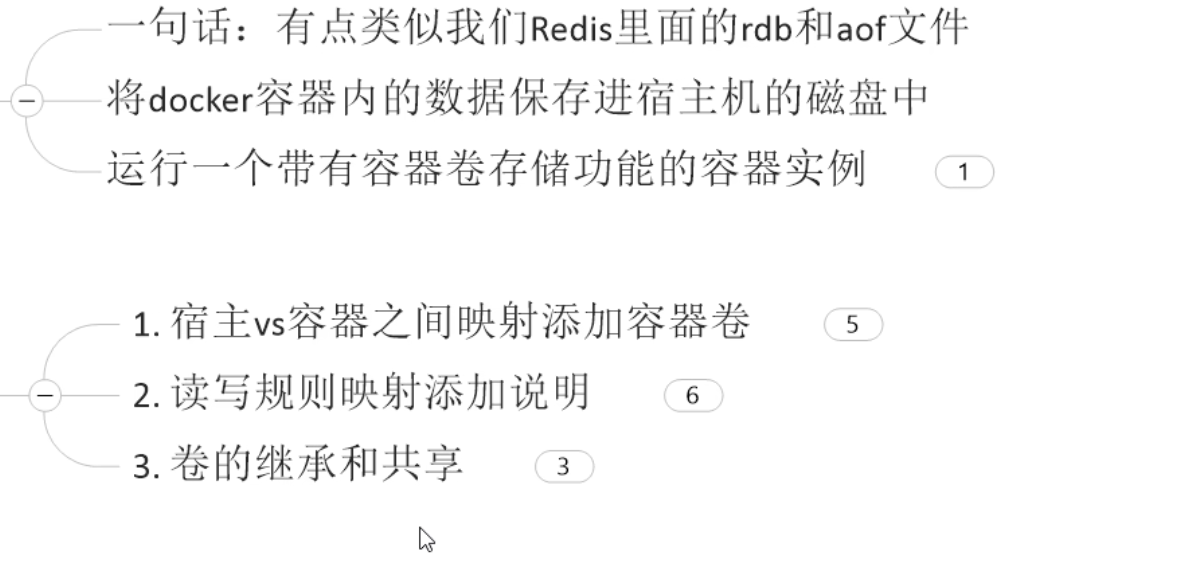 一句话：有点类似我们Redis里面的rdb和aof文件
将docker容器内的数据保存进宿主机的磁盘中
运行一个带有容器卷存储功能的容器实例 1
1. 宿主vs容器之间映射添加容器卷 5
2. 读写规则映射添加说明 6
3. 卷的继承和共享 3